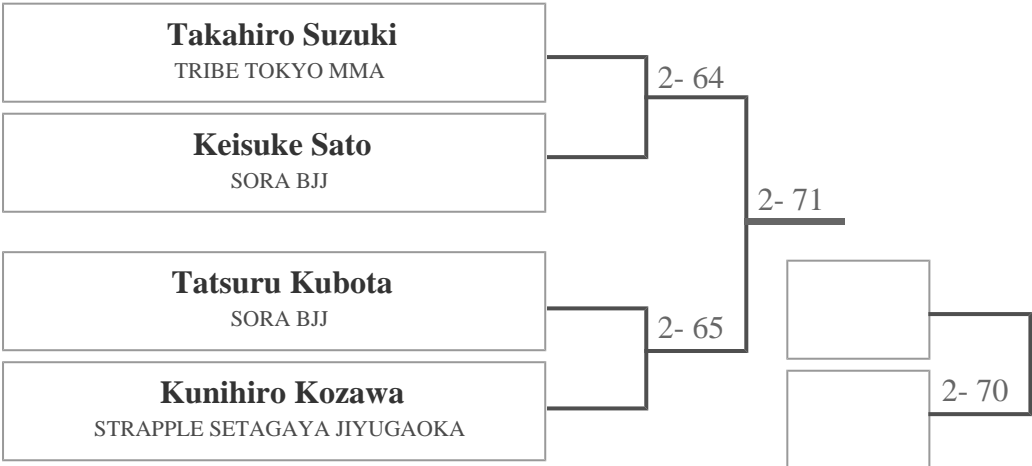 Takahiro Suzuki
TRIBE TOKYO MMA
2- 64
Keisuke Sato
SORA BJJ
2- 71
Tatsuru Kubota
SORA BJJ
2- 65
Kunihiro Kozawa
STRAPPLE SETAGAYA JIYUGAOKA
2- 70